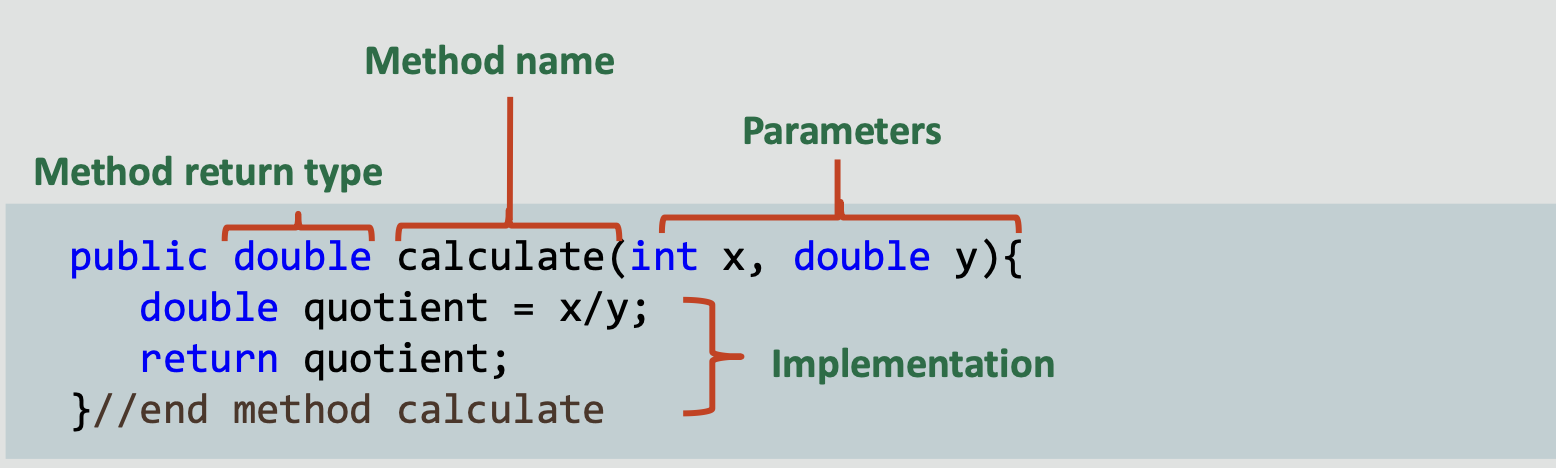 Method name
Parameters
Method return type
public double calculate(int x, double y){
double quotient = x/y;
return quotient;
Implementation
}//end method calculate